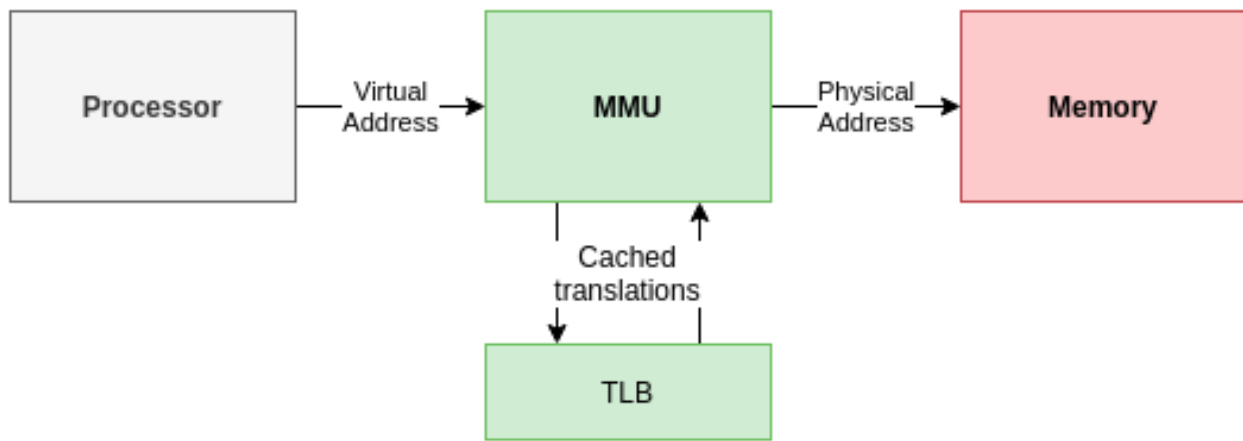 Processor
Virtual
Address
MMU
Physical
Address
Memory
Cached
translations
TLB